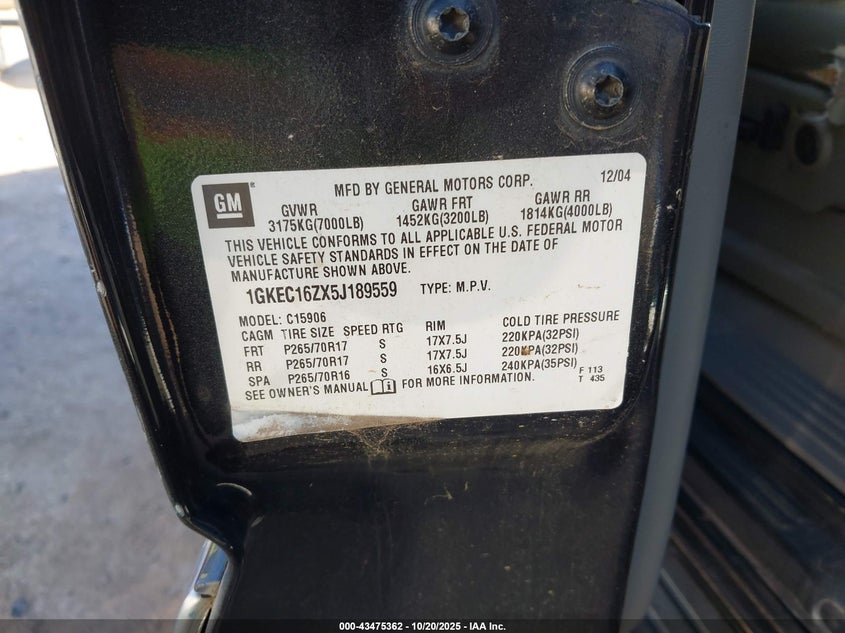 GM
MFD BY GENERAL MOTORS CORP. 12/04
GVWR GAWR FRT GAWR RR
3175KG(7000LB) 1452KG(3200LB) 1814KG(4000LB)
THIS VEHICLE CONFORMS TO ALL APPLICABLE U.S. FEDERAL MOTOR
VEHICLE SAFETY STANDARDS IN EFFECT ON THE DATE OF
MANUFACTURE SHOWN ABOVE.
1GKEC16ZX5J189559 TYPE: M.P.V.
MODEL: C15906
CAGM TIRE SIZE SPEED RTG RIM COLD TIRE PRESSURE
FRT P265/70R17 S 17X7.5J 220KPA(32PSI)
RR P265/70R17 S 17X7.5J 220KPA(32PSI)
SPA P265/70R16 S 16X6.5J 240KPA(35PSI)
SEE OWNER'S MANUAL FOR MORE INFORMATION.
F 113
T 435
000-43475362 | 10/20/2025 - IAA Inc.